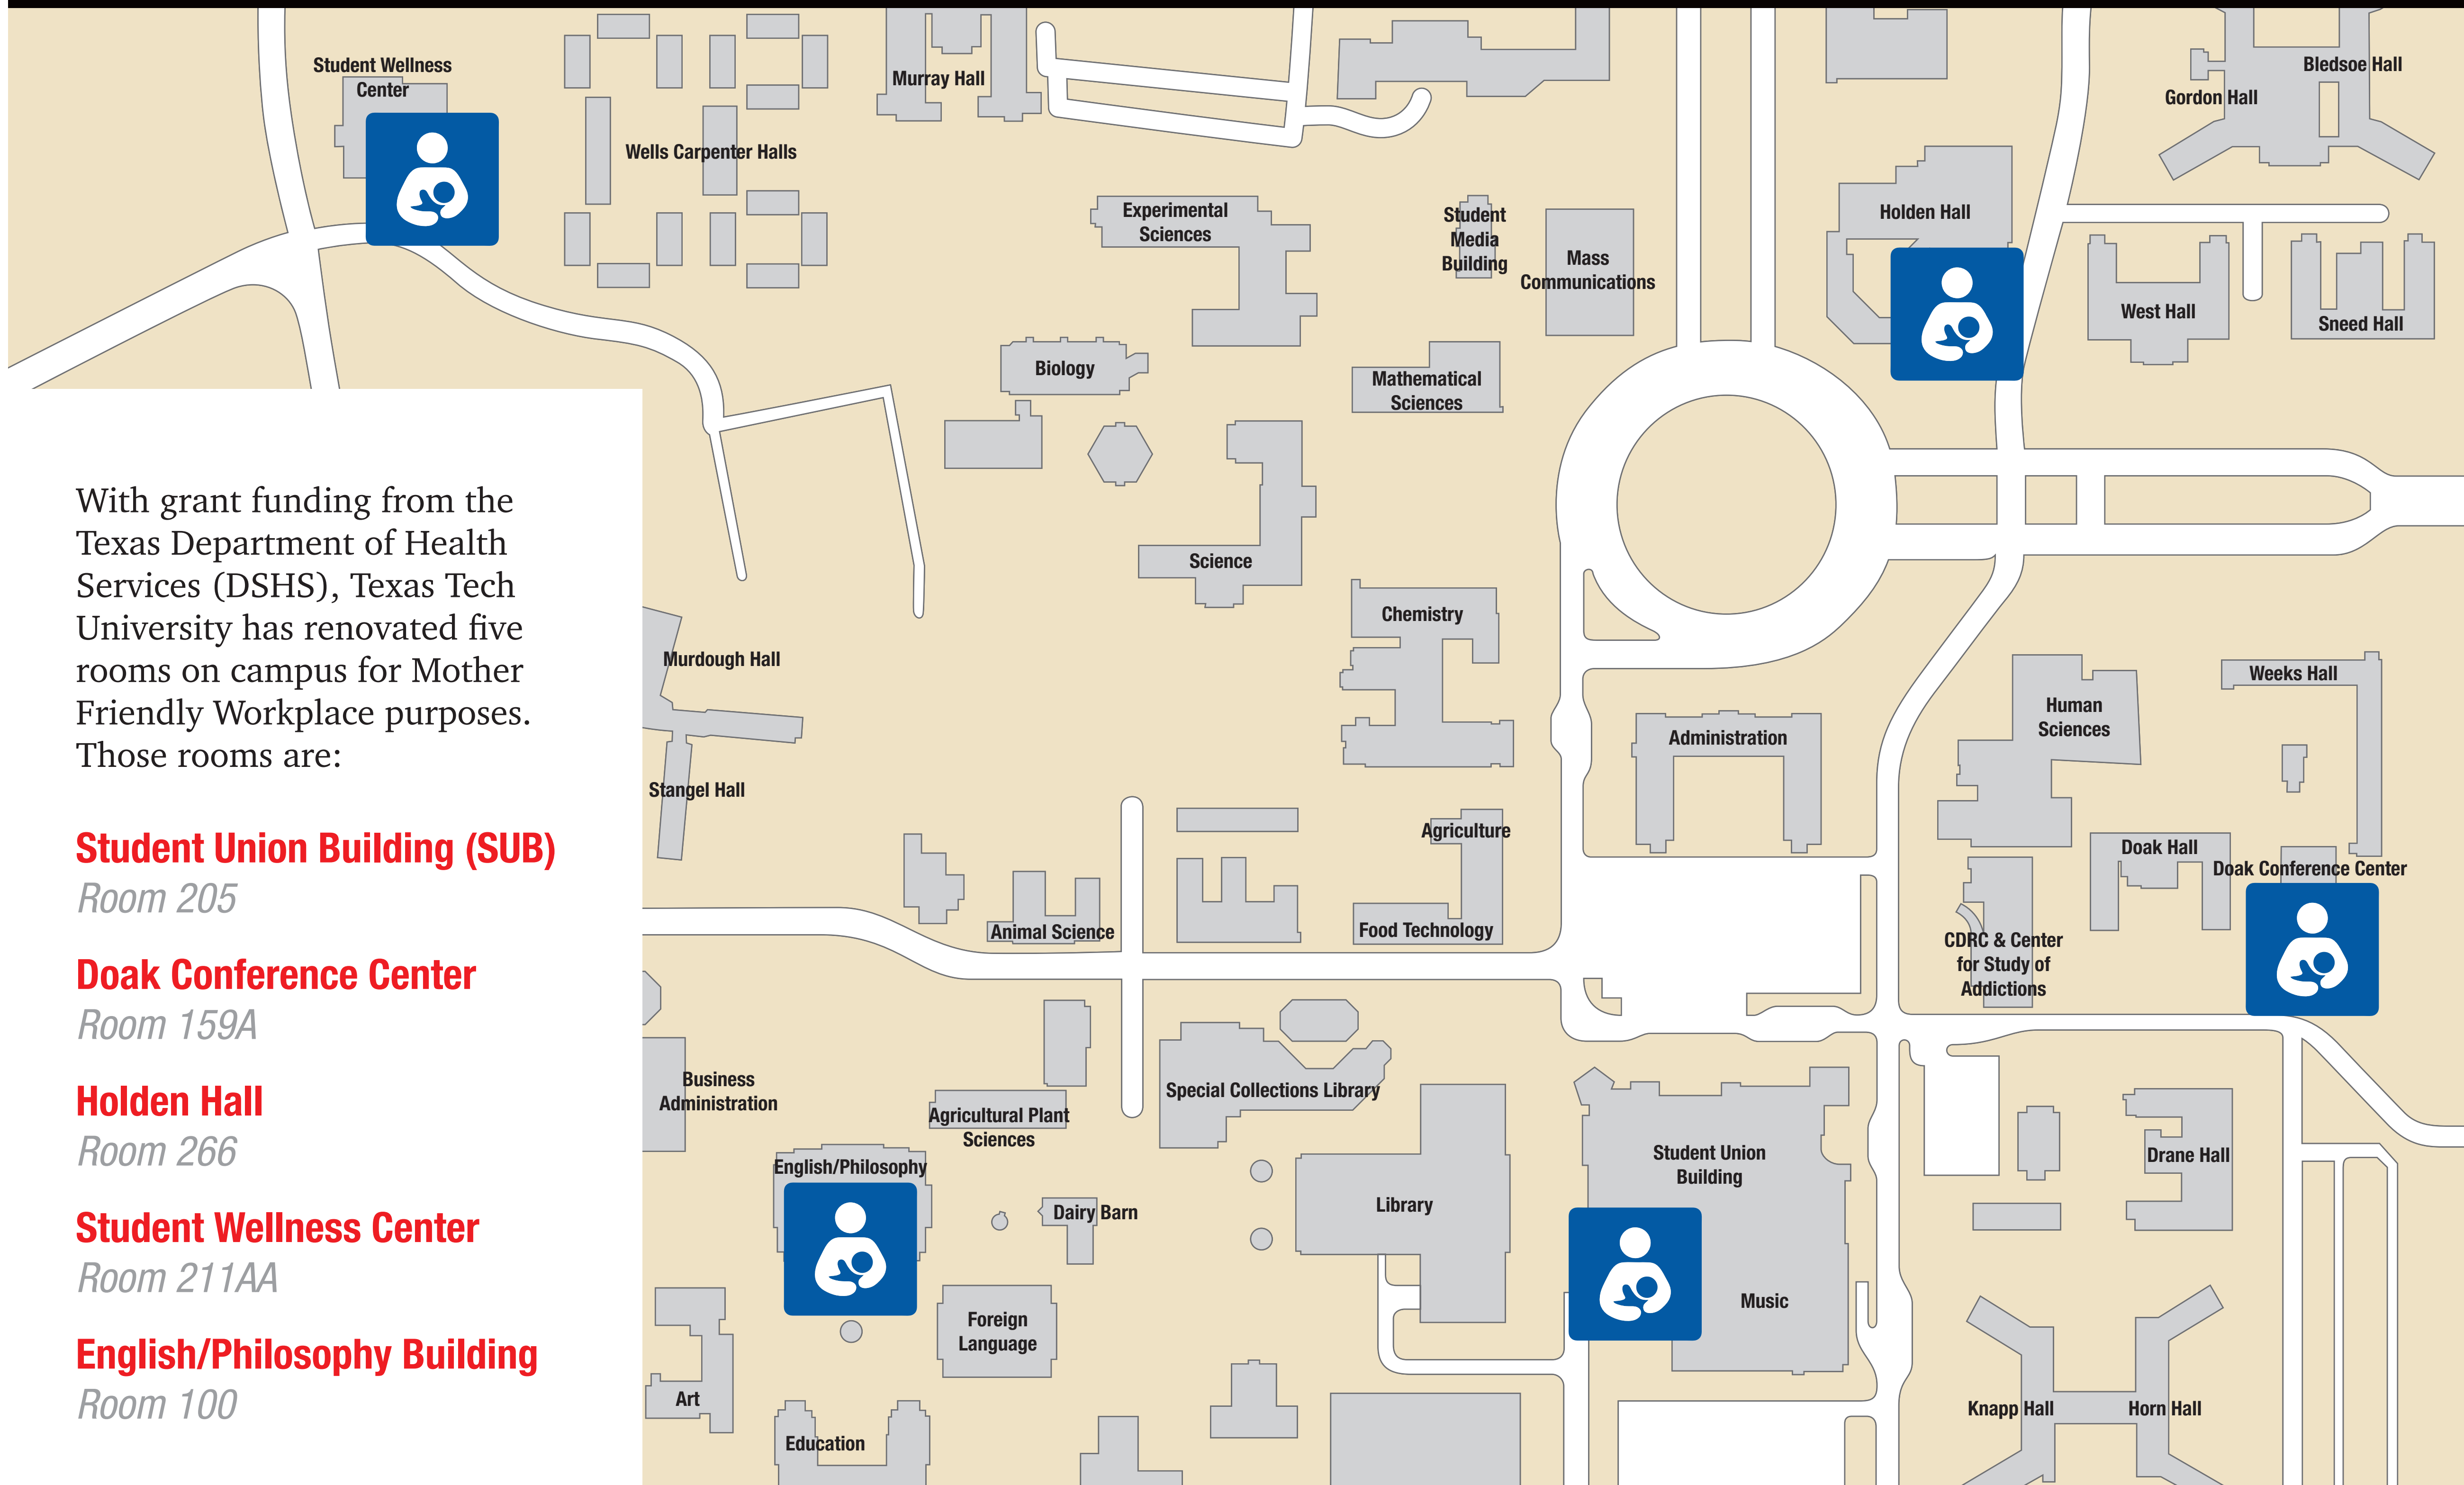 With grant funding from the
Texas Department of Health
Services (DSHS), Texas Tech
University has renovated five
rooms on campus for Mother
Friendly Workplace purposes.
Those rooms are:
Student Union Building (SUB)
Room 205
Doak Conference Center
Room 159A
Holden Hall
Room 266
Student Wellness Center
Room 211AA
English/Philosophy Building
Room 100
Student Wellness
Center
Wells Carpenter Halls
Murray Hall
Bledsoe Hall
Gordon Hall
Experimental
Sciences
Student
Media
Building
Mass
Communications
Holden Hall
West Hall
Sneed Hall
Biology
Mathematical
Sciences
Science
Chemistry
Murdough Hall
Stangel Hall
Administration
Human
Sciences
Weeks Hall
Agriculture
Doak Hall
Doak Conference Center
Animal Science
Food Technology
CDRC & Center
for Study of
Addictions
Business
Administration
Agricultural Plant
Sciences
Special Collections Library
English/Philosophy
Dairy Barn
Library
Student Union
Building
Drane Hall
Music
Foreign
Language
Art
Education
Knapp Hall
Horn Hall